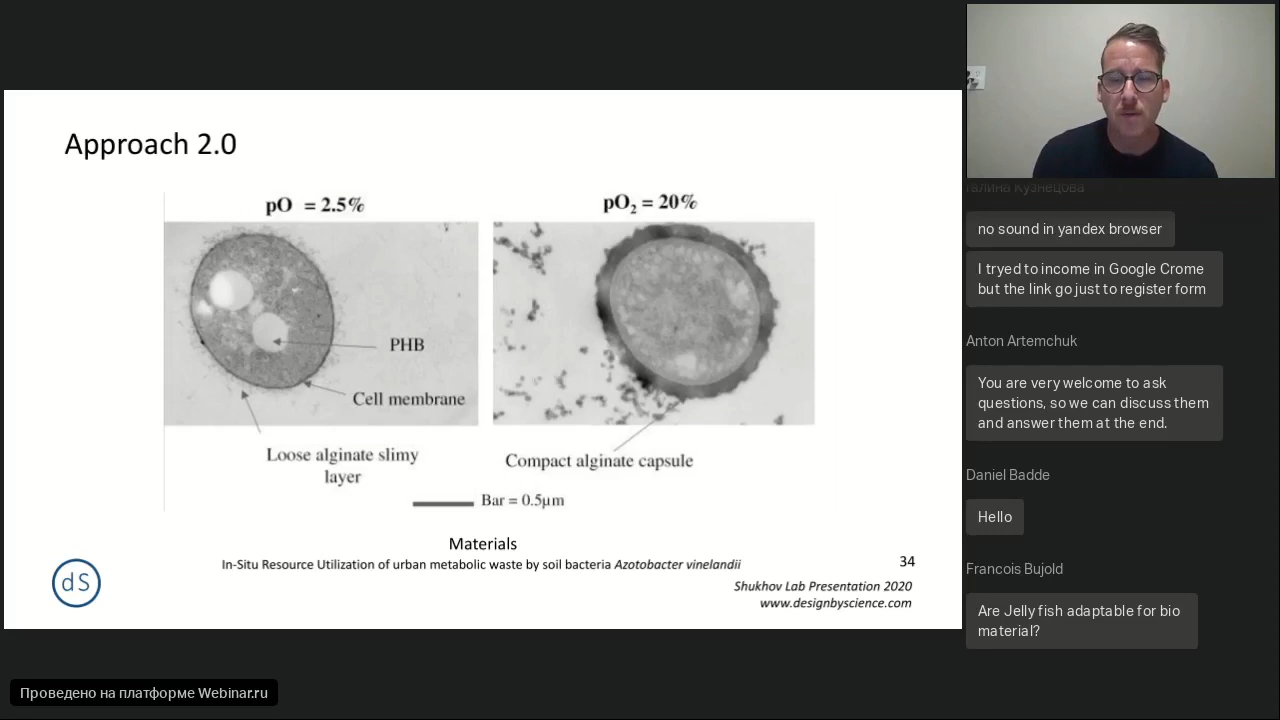 Approach 2.0
pO = 2.5%
pO₂ = 20%
PHB
Cell membrane
Loose alginate slimy
layer
Compact alginate capsule
Bar = 0.5µm
Materials
In-Situ Resource Utilization of urban metabolic waste by soil bacteria Azotobacter vinelandii
34
Shukhov Lab Presentation 2020
www.designbyscience.com
dS
Проведено на платформе Webinar.ru
Галина Кузнецова
no sound in yandex browser
I tryed to income in Google Crome
but the link go just to register form
Anton Artemchuk
You are very welcome to ask
questions, so we can discuss them
and answer them at the end.
Daniel Badde
Hello
Francois Bujold
Are Jelly fish adaptable for bio
material?